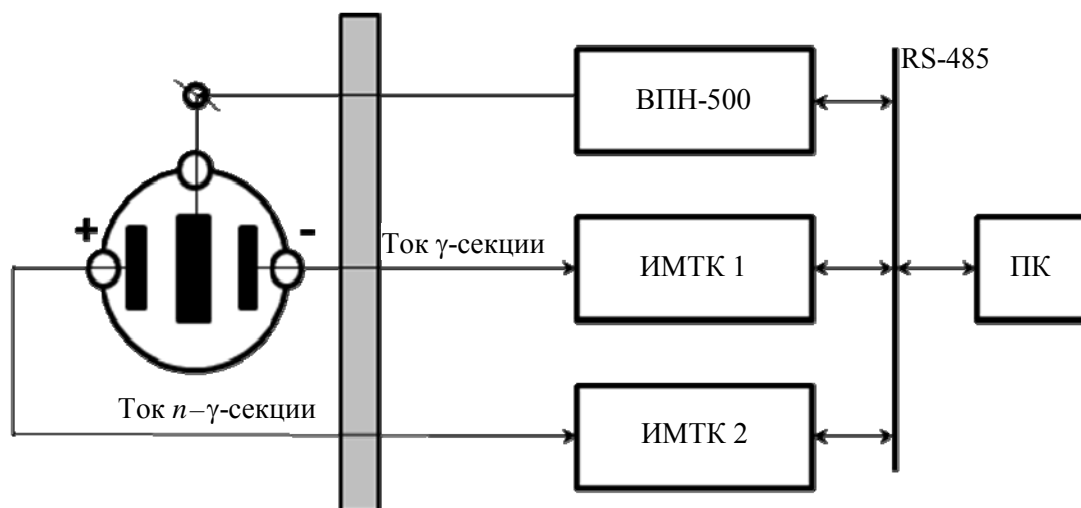 RS-485
ВПН-500
+
-
Ток γ-секции
ИМТК 1
ПК
Ток n–γ-секции
ИМТК 2